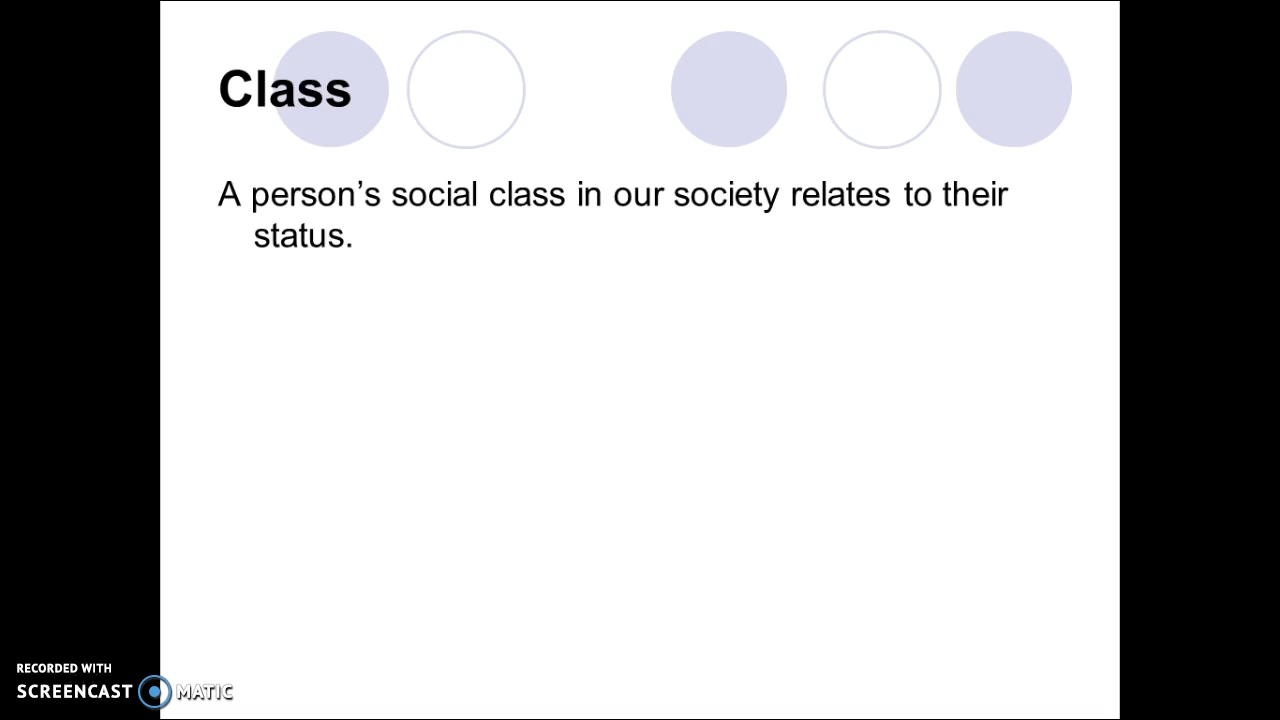 Class
A person’s social class in our society relates to their
status.
RECORDED WITH
SCREENCAST MATIC